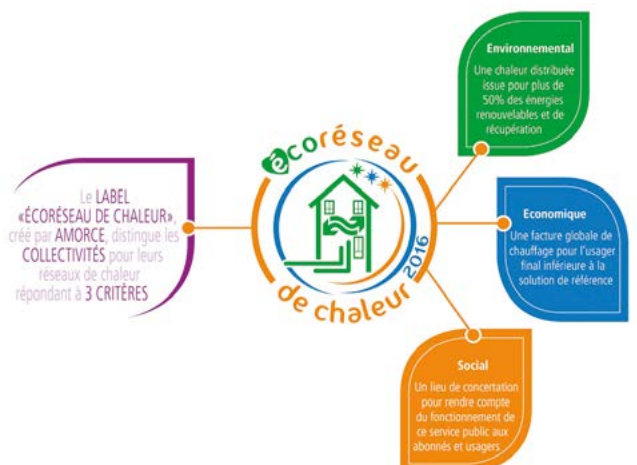 Le LABEL
«ÉCORÉSEAU DE CHALEUR»,
créé par AMORCE, distingue les
COLLECTIVITÉS pour leurs
réseaux de chaleur
répondant à 3 CRITÈRES
écoréseau
de chaleur 2016
Environnemental
Une chaleur distribuée
issue pour plus de
50% des énergies
renouvelables et de
récupération
Economique
Une facture globale de
chauffage pour l'usager
final inférieure à la
solution de référence
Social
Un lieu de concertation
pour rendre compte
du fonctionnement de
ce service public aux
abonnés et usagers